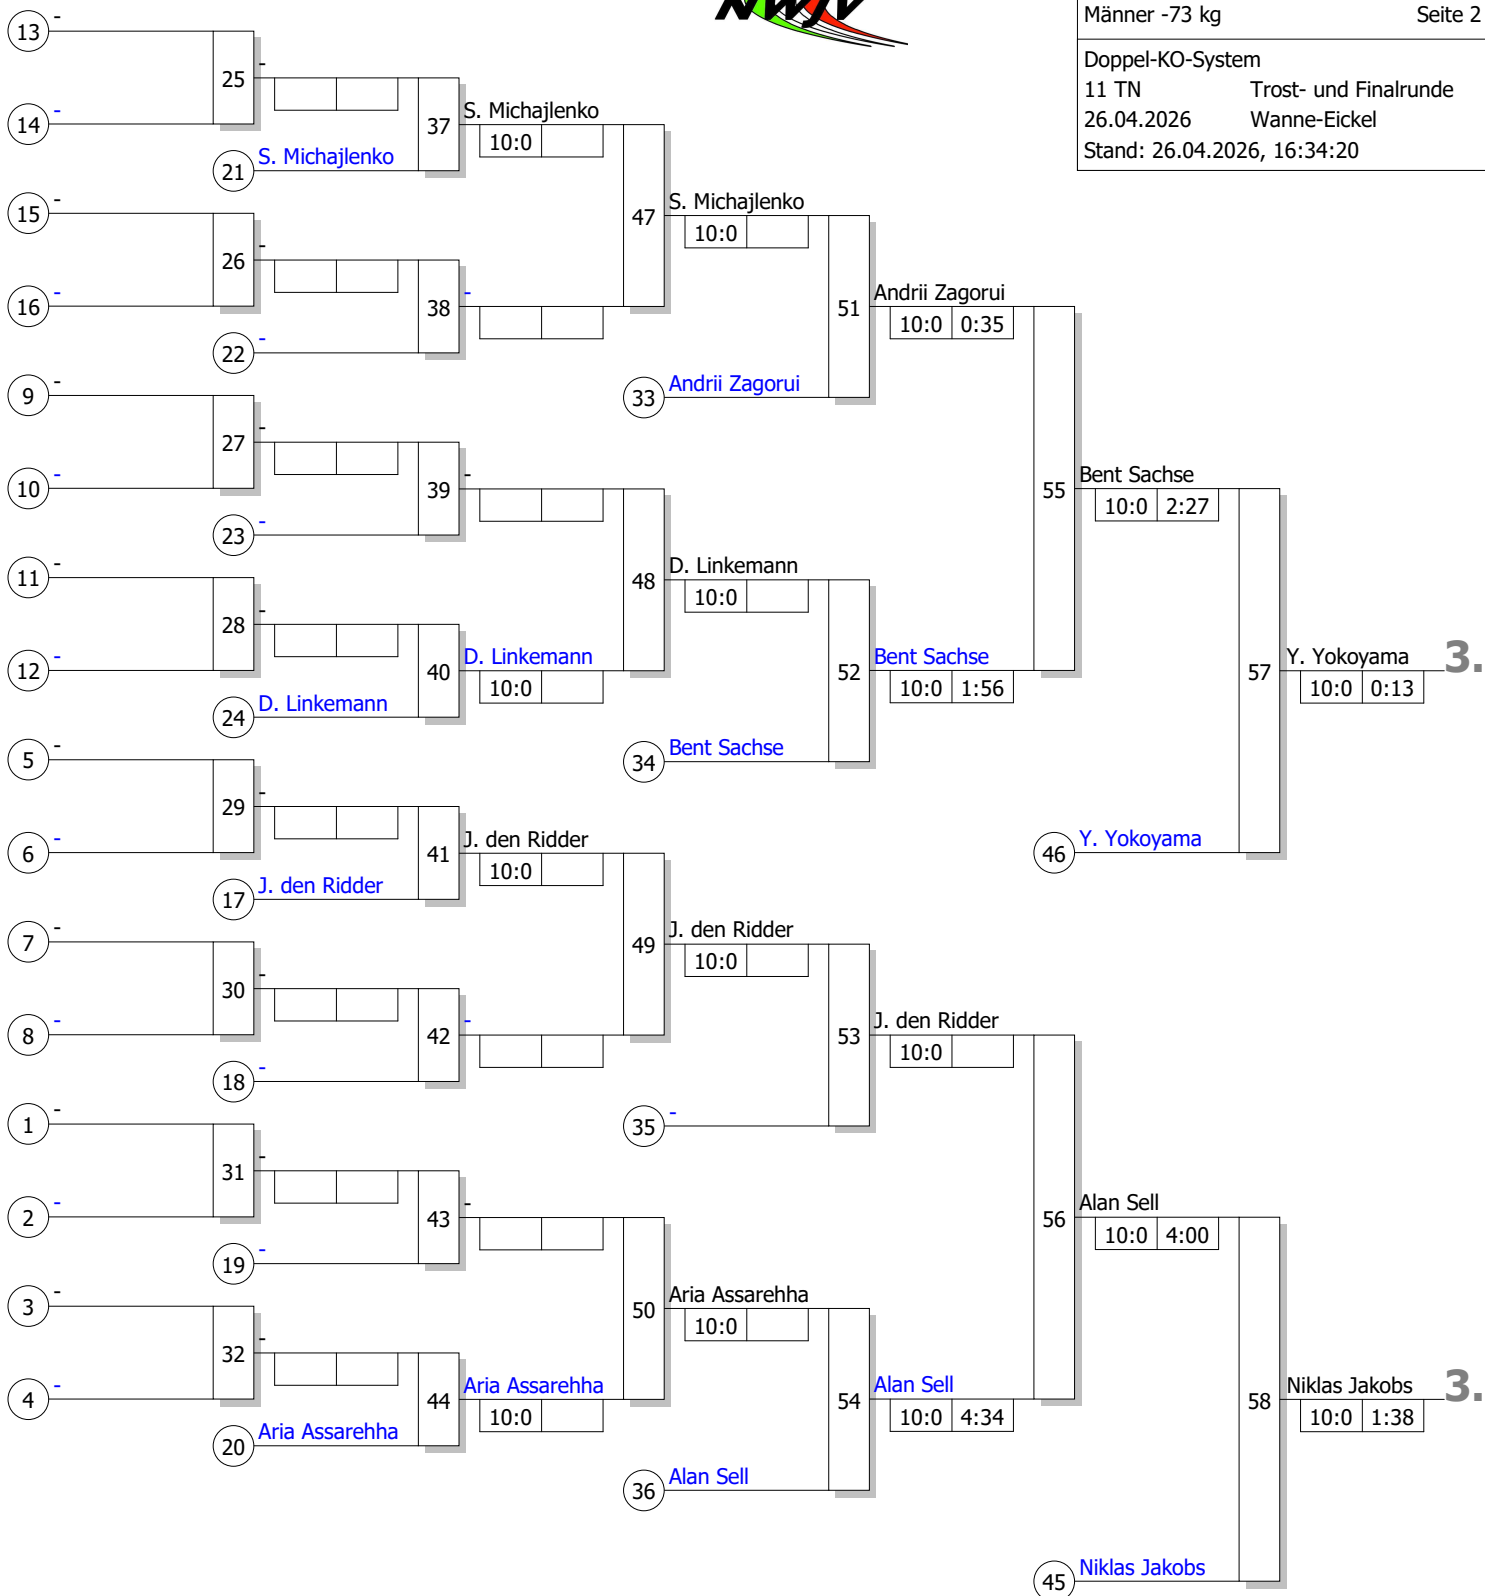 NWJV
Männer -73 kg Seite 2
Doppel-KO-System
11 TN Trost- und Finalrunde
26.04.2026 Wanne-Eickel
Stand: 26.04.2026, 16:34:20
13 -
25 -
14 -
37 S. Michajlenko
10:0
21 S. Michajlenko
15 -
47 S. Michajlenko
10:0
26 -
16 -
38 -
22 -
51 Andrii Zagorui
10:0 0:35
9 -
33 Andrii Zagorui
27 -
10 -
39 -
23 -
55 Bent Sachse
10:0 2:27
11 -
48 D. Linkemann
10:0
28 -
12 -
40 D. Linkemann
10:0
24 D. Linkemann
52 Bent Sachse
10:0 1:56
57 Y. Yokoyama 3.
10:0 0:13
5 -
34 Bent Sachse
29 -
6 -
41 J. den Ridder
10:0
17 J. den Ridder
46 Y. Yokoyama
7 -
49 J. den Ridder
10:0
30 -
8 -
42 -
18 -
53 J. den Ridder
10:0
1 -
35 -
31 -
2 -
43 -
19 -
56 Alan Sell
10:0 4:00
3 -
50 Aria Assarehha
10:0
32 -
4 -
44 Aria Assarehha
10:0
20 Aria Assarehha
54 Alan Sell
10:0 4:34
58 Niklas Jakobs 3.
10:0 1:38
36 Alan Sell
45 Niklas Jakobs